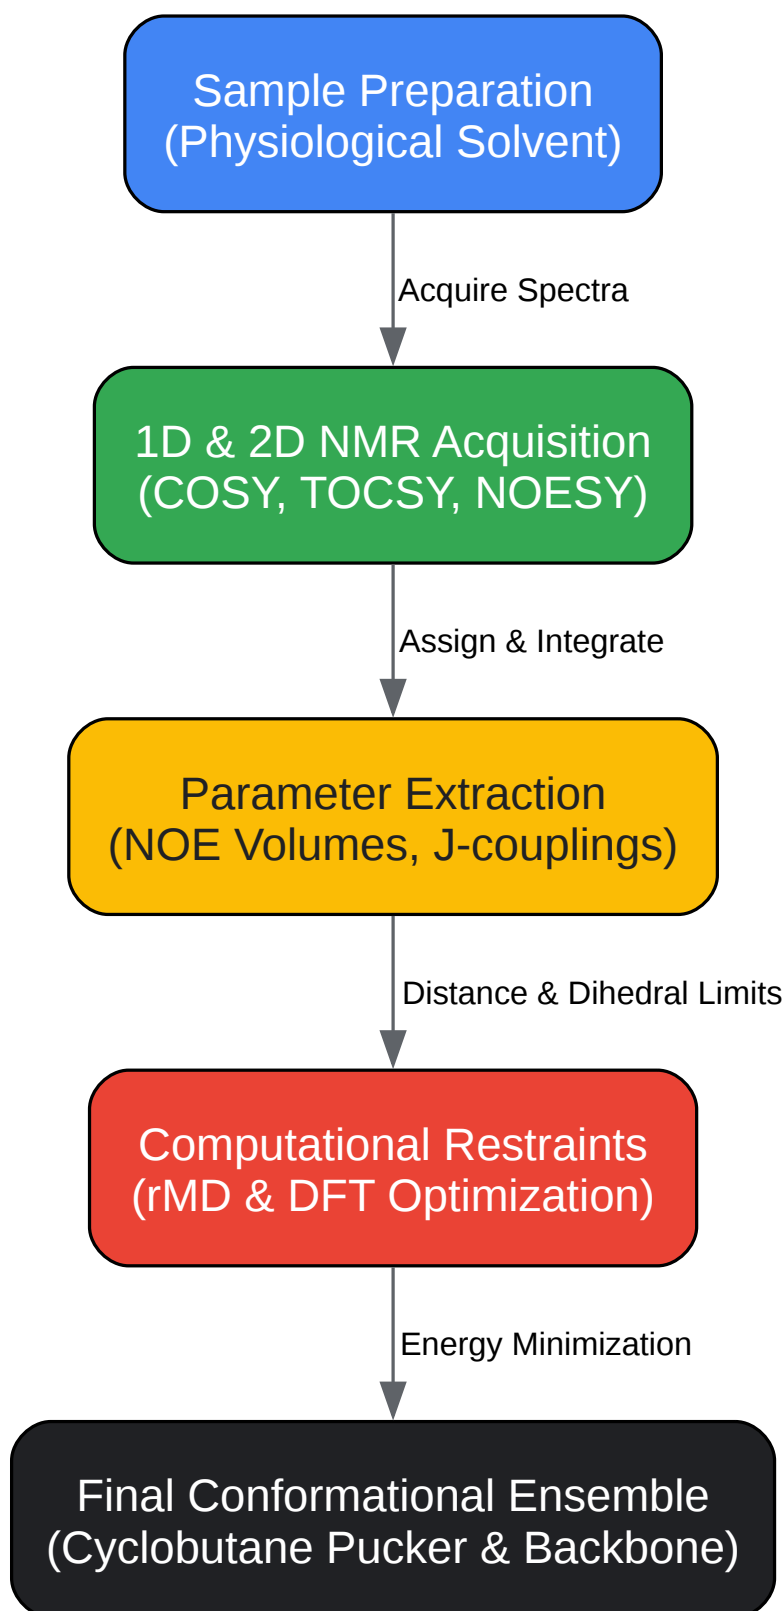 Sample Preparation
(Physiological Solvent)
Acquire Spectra
1D & 2D NMR Acquisition
(COSY, TOCSY, NOESY)
Assign & Integrate
Parameter Extraction
(NOE Volumes, J-couplings)
Distance & Dihedral Limits
Computational Restraints
(rMD & DFT Optimization)
Energy Minimization
Final Conformational Ensemble
(Cyclobutane Pucker & Backbone)